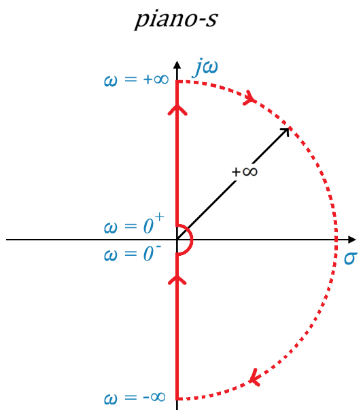 piano-s
jω
ω = +∞
+∞
ω = 0⁺
ω = 0⁻
σ
ω = -∞